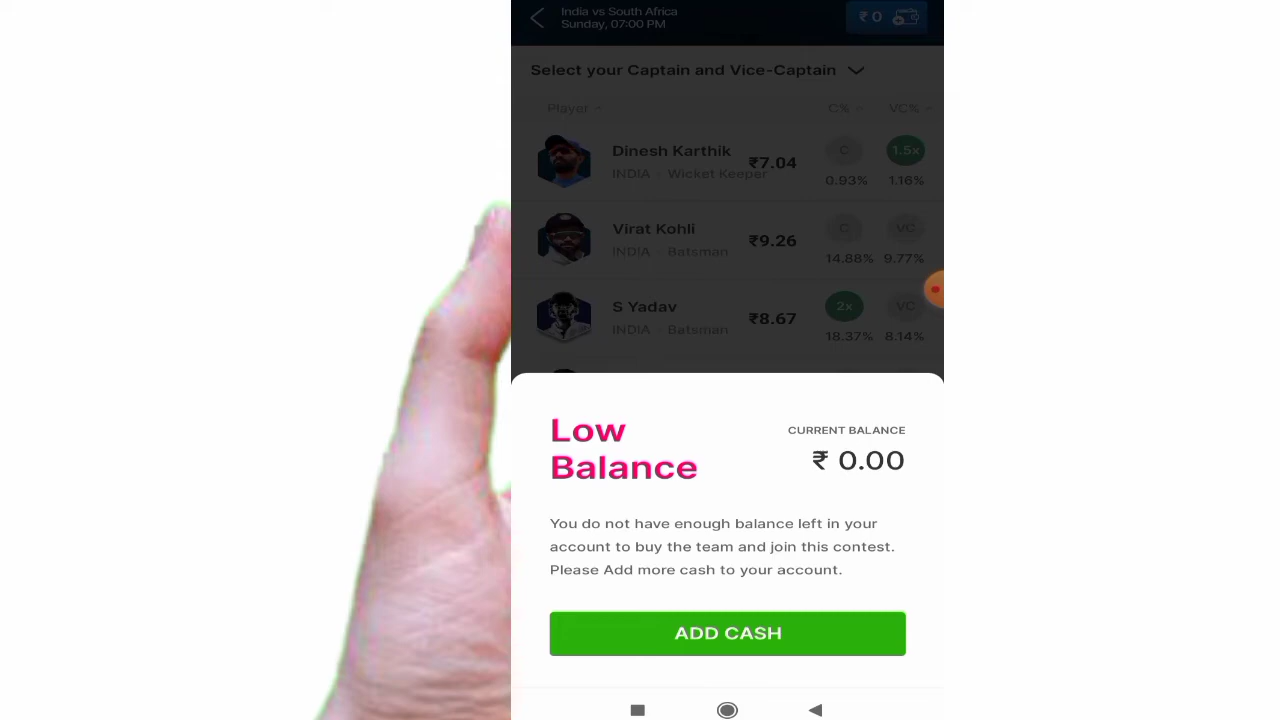 India vs South Africa
Sunday, 07:00 PM
₹ 0
Select your Captain and Vice-Captain
Player C% VC%
Dinesh Karthik ₹7.04 C 1.5x
INDIA - Wicket Keeper 0.93% 1.16%
Virat Kohli ₹9.26 C VC
INDIA - Batsman 14.88% 9.77%
S Yadav ₹8.67 2x VC
INDIA - Batsman 18.37% 8.14%
Low
Balance
CURRENT BALANCE
₹ 0.00
You do not have enough balance left in your
account to buy the team and join this contest.
Please Add more cash to your account.
ADD CASH